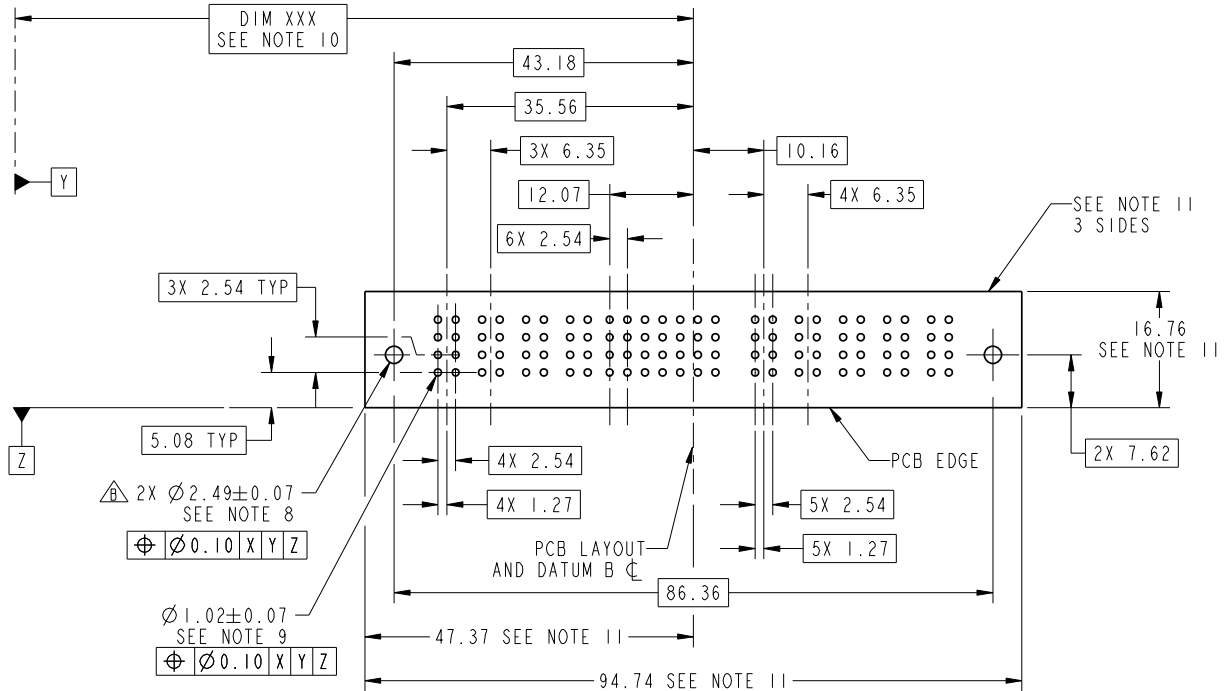 DIM XXX
SEE NOTE 10
43.18
35.56
3X 6.35
10.16
Y
12.07
4X 6.35
SEE NOTE 11
3 SIDES
6X 2.54
3X 2.54 TYP
16.76
SEE NOTE 11
5.08 TYP
Z
4X 2.54
PCB EDGE
2X 7.62
B 2X Ø2.49±0.07
SEE NOTE 8
⌖ Ø0.10 X Y Z
4X 1.27
5X 2.54
PCB LAYOUT
AND DATUM B ℄
5X 1.27
86.36
Ø1.02±0.07
SEE NOTE 9
⌖ Ø0.10 X Y Z
47.37 SEE NOTE 11
94.74 SEE NOTE 11